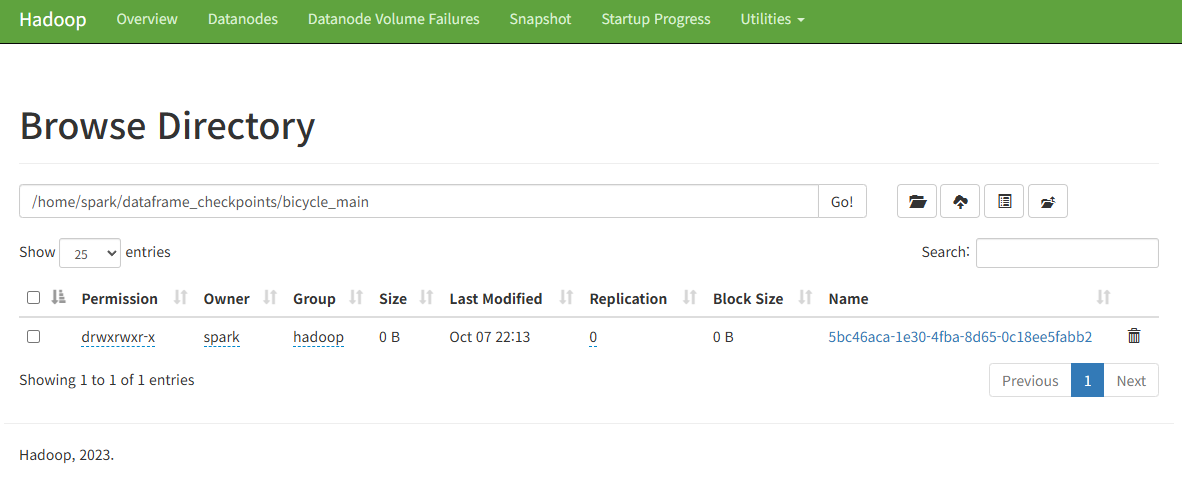 Hadoop Overview Datanodes Datanode Volume Failures Snapshot Startup Progress Utilities
Browse Directory
/home/spark/dataframe_checkpoints/bicycle_main Go!
Show 25 entries Search:
Permission Owner Group Size Last Modified Replication Block Size Name
drwxrwxr-x spark hadoop 0 B Oct 07 22:13 0 0 B 5bc46aca-1e30-4fba-8d65-0c18ee5fabb2
Showing 1 to 1 of 1 entries Previous 1 Next
Hadoop, 2023.